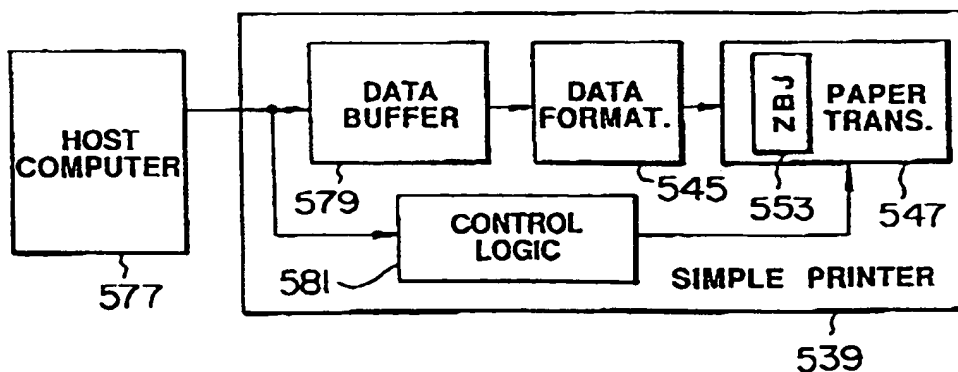 HOST
COMPUTER
577
DATA
BUFFER
579
DATA
FORMAT.
545
ZBJ
553
PAPER
TRANS.
547
CONTROL
LOGIC
581
SIMPLE PRINTER
539